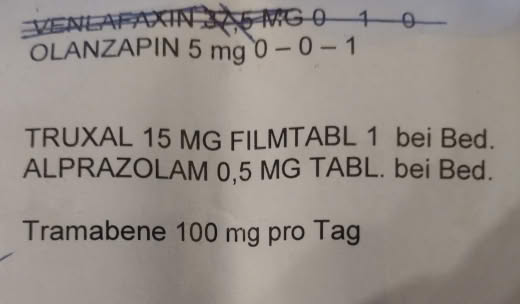 VENLAFAXIN 37,5 MG 0 1 0
OLANZAPIN 5 mg 0 – 0 – 1
TRUXAL 15 MG FILMTABL 1 bei Bed.
ALPRAZOLAM 0,5 MG TABL. bei Bed.
Tramabene 100 mg pro Tag